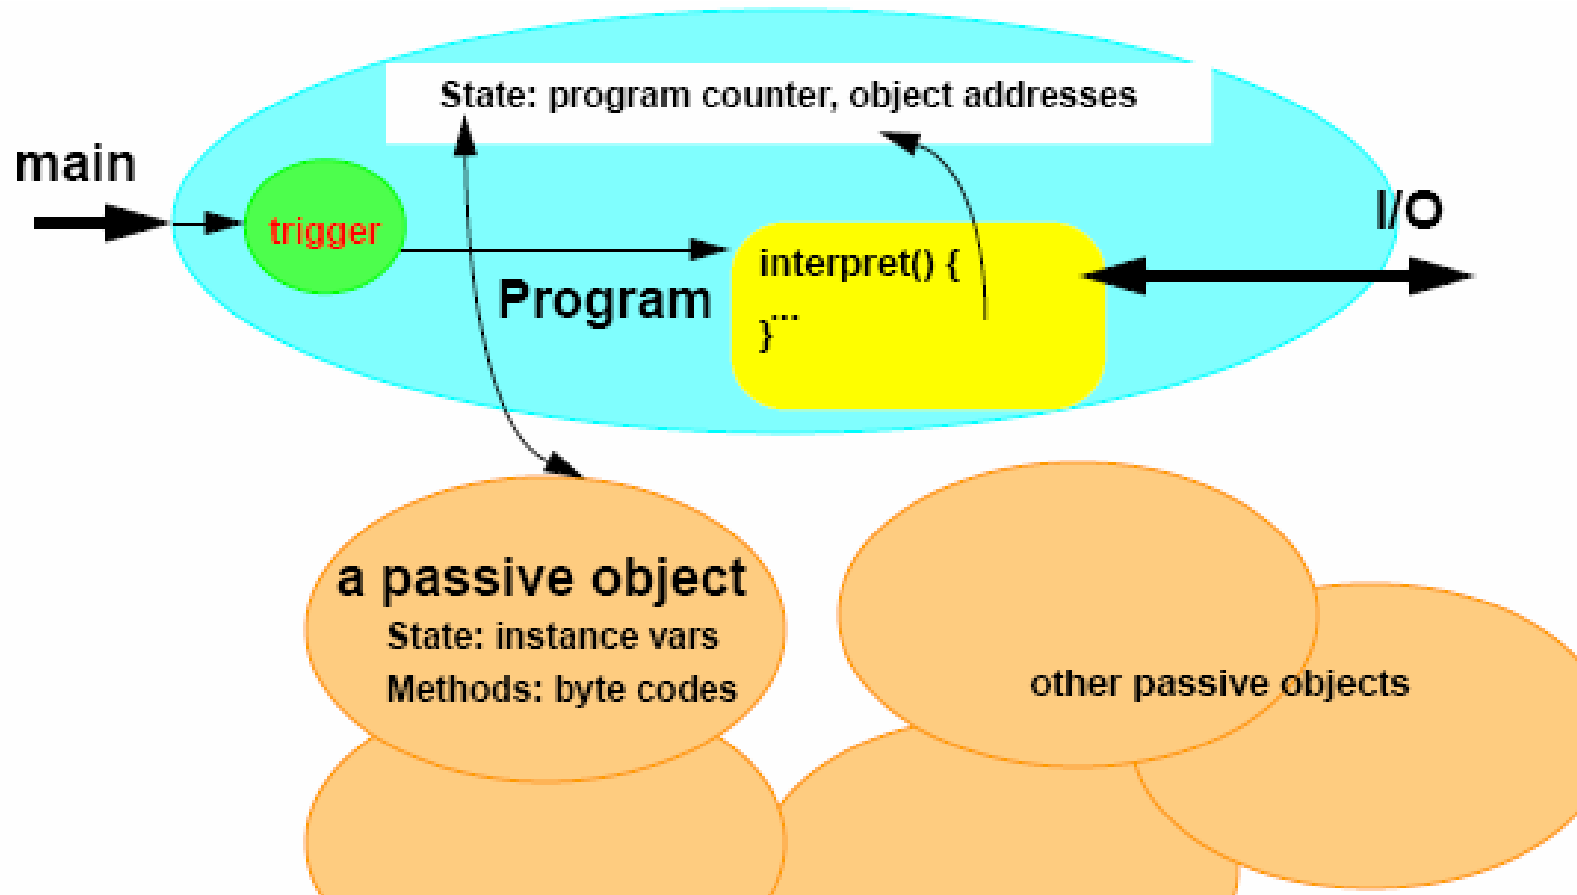 State: program counter, object addresses
main
I/O
trigger
Program
interpret() {
...
}
a passive object
State: instance vars
Methods: byte codes
other passive objects